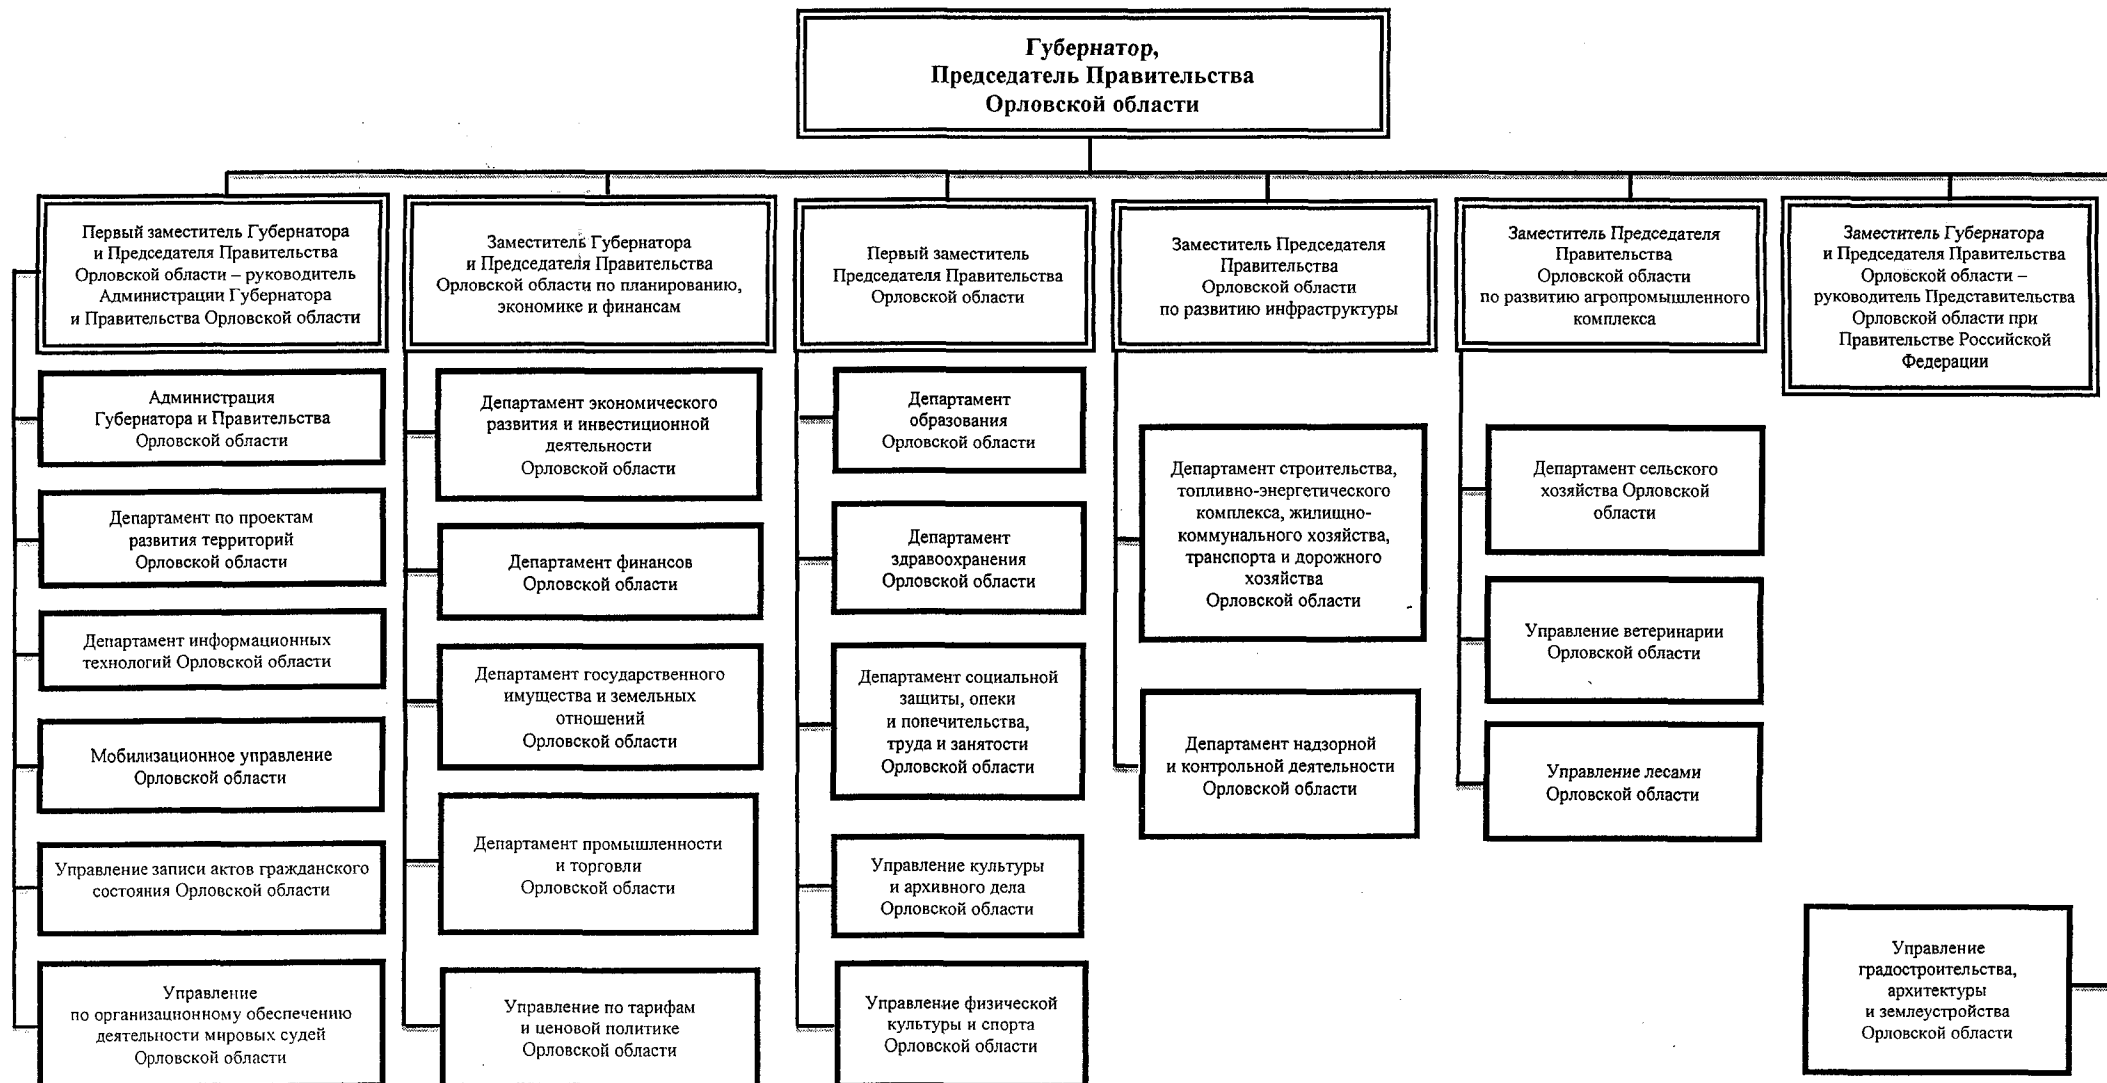 Губернатор,
Председатель Правительства
Орловской области
Первый заместитель Губернатора
и Председателя Правительства
Орловской области – руководитель
Администрации Губернатора
и Правительства Орловской области
Администрация
Губернатора и Правительства
Орловской области
Департамент по проектам
развития территорий
Орловской области
Департамент информационных
технологий Орловской области
Мобилизационное управление
Орловской области
Управление записи актов гражданского
состояния Орловской области
Управление
по организационному обеспечению
деятельности мировых судей
Орловской области
Заместитель Губернатора
и Председателя Правительства
Орловской области по планированию,
экономике и финансам
Департамент экономического
развития и инвестиционной
деятельности
Орловской области
Департамент финансов
Орловской области
Департамент государственного
имущества и земельных
отношений
Орловской области
Департамент промышленности
и торговли
Орловской области
Управление по тарифам
и ценовой политике
Орловской области
Первый заместитель
Председателя Правительства
Орловской области
Департамент
образования
Орловской области
Департамент
здравоохранения
Орловской области
Департамент социальной
защиты, опеки
и попечительства,
труда и занятости
Орловской области
Управление культуры
и архивного дела
Орловской области
Управление физической
культуры и спорта
Орловской области
Заместитель Председателя
Правительства
Орловской области
по развитию инфраструктуры
Департамент строительства,
топливно-энергетического
комплекса, жилищно-
коммунального хозяйства,
транспорта и дорожного
хозяйства
Орловской области
Департамент надзорной
и контрольной деятельности
Орловской области
Заместитель Председателя
Правительства
Орловской области
по развитию агропромышленного
комплекса
Департамент сельского
хозяйства Орловской
области
Управление ветеринарии
Орловской области
Управление лесами
Орловской области
Заместитель Губернатора
и Председателя Правительства
Орловской области –
руководитель Представительства
Орловской области при
Правительстве Российской
Федерации
Управление
градостроительства,
архитектуры
и землеустройства
Орловской области